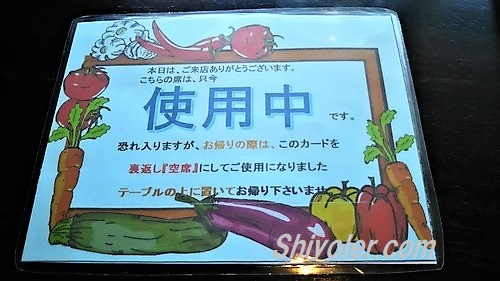 本日は、ご来店ありがとうございます。
こちらの席は、只今
使用中です。
恐れ入りますが、お帰りの際は、このカードを
裏返し『空席』にしてご使用になりました
テーブルの上に置いてお帰り下さいませ
Shiyoler.com